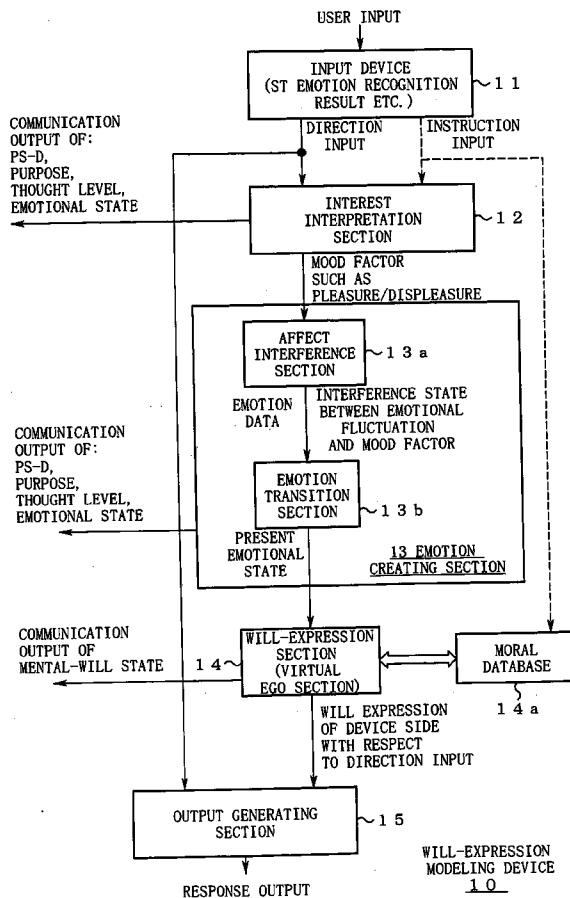 USER INPUT
INPUT DEVICE
(ST EMOTION RECOGNITION
RESULT ETC.)
11
COMMUNICATION
OUTPUT OF:
PS-D,
PURPOSE,
THOUGHT LEVEL,
EMOTIONAL STATE
DIRECTION
INPUT
INSTRUCTION
INPUT
INTEREST
INTERPRETATION
SECTION
12
MOOD FACTOR
SUCH AS
PLEASURE/DISPLEASURE
AFFECT
INTERFERENCE
SECTION
13a
EMOTION
DATA
INTERFERENCE STATE
BETWEEN EMOTIONAL
FLUCTUATION
AND MOOD FACTOR
COMMUNICATION
OUTPUT OF:
PS-D,
PURPOSE,
THOUGHT LEVEL,
EMOTIONAL STATE
EMOTION
TRANSITION
SECTION
13b
PRESENT
EMOTIONAL
STATE
13 EMOTION
CREATING SECTION
COMMUNICATION
OUTPUT OF
MENTAL-WILL STATE
14
WILL-EXPRESSION
SECTION
(VIRTUAL
EGO SECTION)
MORAL
DATABASE
14a
WILL EXPRESSION
OF DEVICE SIDE
WITH RESPECT
TO DIRECTION INPUT
OUTPUT GENERATING
SECTION
15
RESPONSE OUTPUT
WILL-EXPRESSION
MODELING DEVICE
10